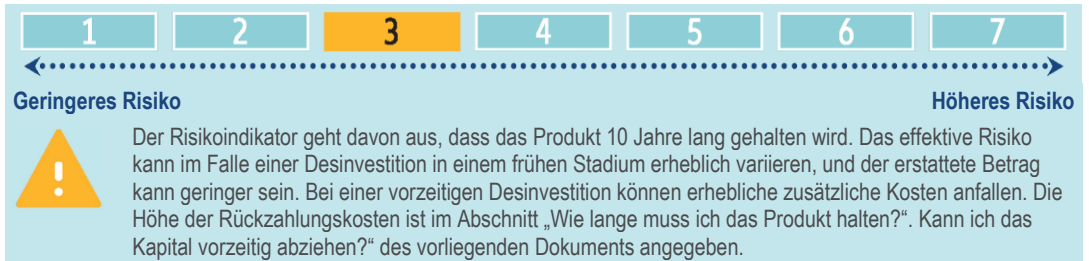 1 2 3 4 5 6 7
Geringeres Risiko Höheres Risiko
! Der Risikoindikator geht davon aus, dass das Produkt 10 Jahre lang gehalten wird. Das effektive Risiko
kann im Falle einer Desinvestition in einem frühen Stadium erheblich variieren, und der erstattete Betrag
kann geringer sein. Bei einer vorzeitigen Desinvestition können erhebliche zusätzliche Kosten anfallen. Die
Höhe der Rückzahlungskosten ist im Abschnitt „Wie lange muss ich das Produkt halten?“. Kann ich das
Kapital vorzeitig abziehen?“ des vorliegenden Dokuments angegeben.